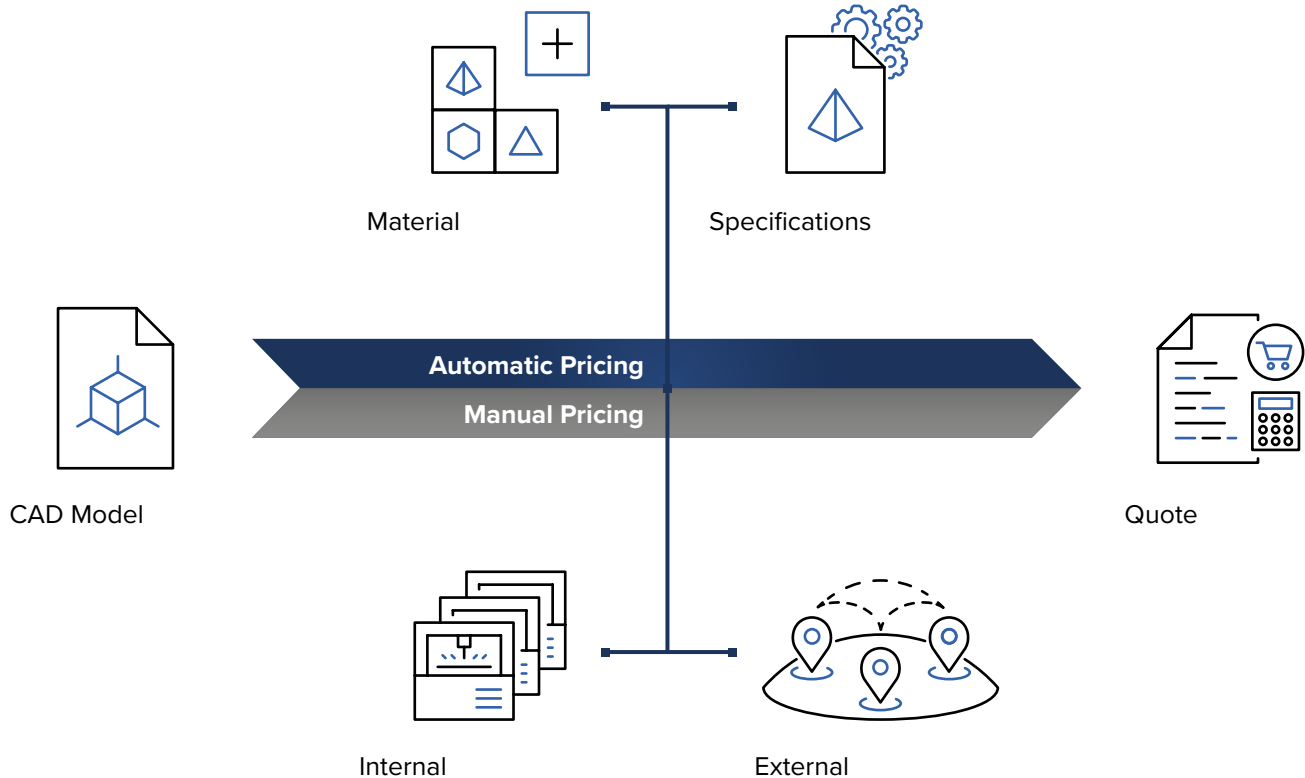 Material
Specifications
Automatic Pricing
Manual Pricing
CAD Model
Quote
Internal
External